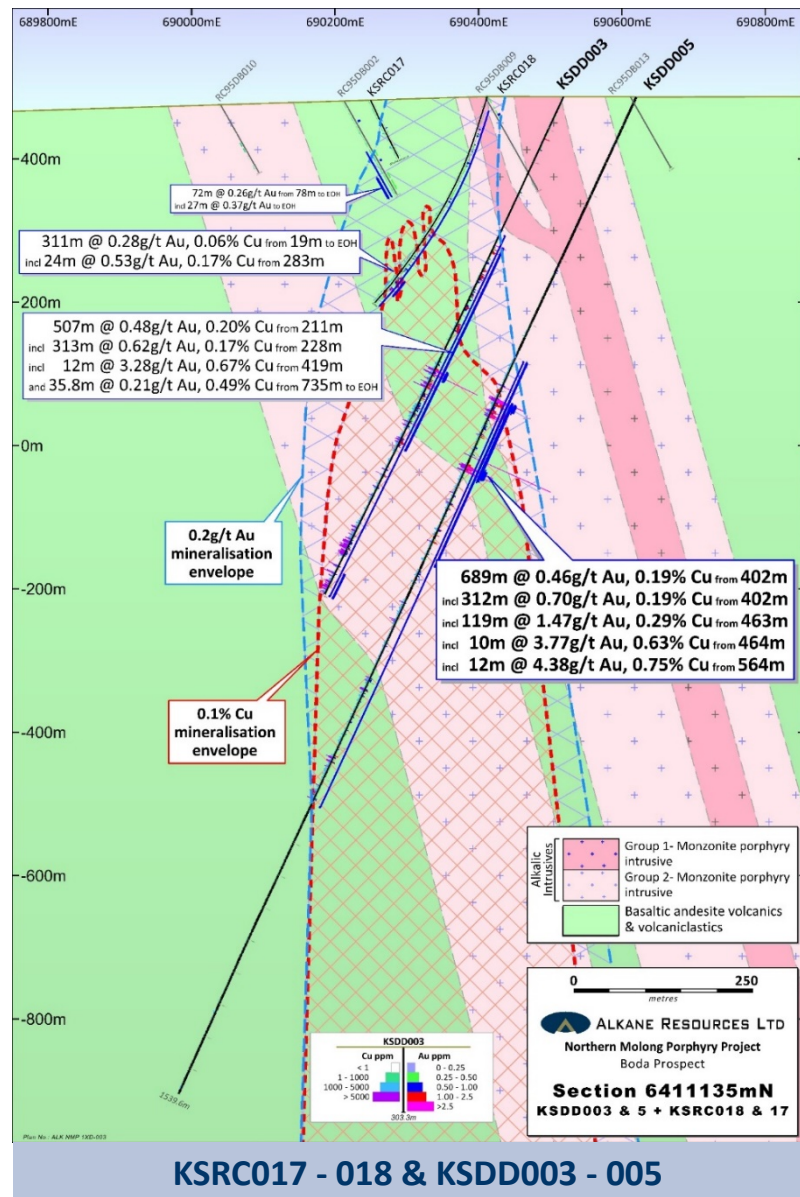 689800mE 690000mE 690200mE 690400mE 690600mE 690800mE
RC95DB010
RC95DB002
KSRC017
RC95DB009
KSRC018
KSDD003
RC95DB013
KSDD005
400m
200m
0m
-200m
-400m
-600m
-800m
72m @ 0.26g/t Au from 78m to EOH
incl 27m @ 0.37g/t Au to EOH
311m @ 0.28g/t Au, 0.06% Cu from 19m to EOH
incl 24m @ 0.53g/t Au, 0.17% Cu from 283m
507m @ 0.48g/t Au, 0.20% Cu from 211m
incl 313m @ 0.62g/t Au, 0.17% Cu from 228m
incl 12m @ 3.28g/t Au, 0.67% Cu from 419m
and 35.8m @ 0.21g/t Au, 0.49% Cu from 735m to EOH
0.2g/t Au
mineralisation
envelope
689m @ 0.46g/t Au, 0.19% Cu from 402m
incl 312m @ 0.70g/t Au, 0.19% Cu from 402m
incl 119m @ 1.47g/t Au, 0.29% Cu from 463m
incl 10m @ 3.77g/t Au, 0.63% Cu from 464m
incl 12m @ 4.38g/t Au, 0.75% Cu from 564m
0.1% Cu
mineralisation
envelope
Alkalic
Intrusives
Group 1- Monzonite porphyry
intrusive
Group 2- Monzonite porphyry
intrusive
Basaltic andesite volcanics
& volcaniclastics
0 250
metres
ALKANE RESOURCES LTD
Northern Molong Porphyry Project
Boda Prospect
Section 6411135mN
KSDD003 & 5 + KSRC018 & 17
KSDD003
Cu ppm Au ppm
< 1 0 - 0.25
1 - 1000 0.25 - 0.50
1000 - 5000 0.50 - 1.00
> 5000 1.00 - 2.5
>2.5
303.3m
1539.6m
KSRC017 - 018 & KSDD003 - 005